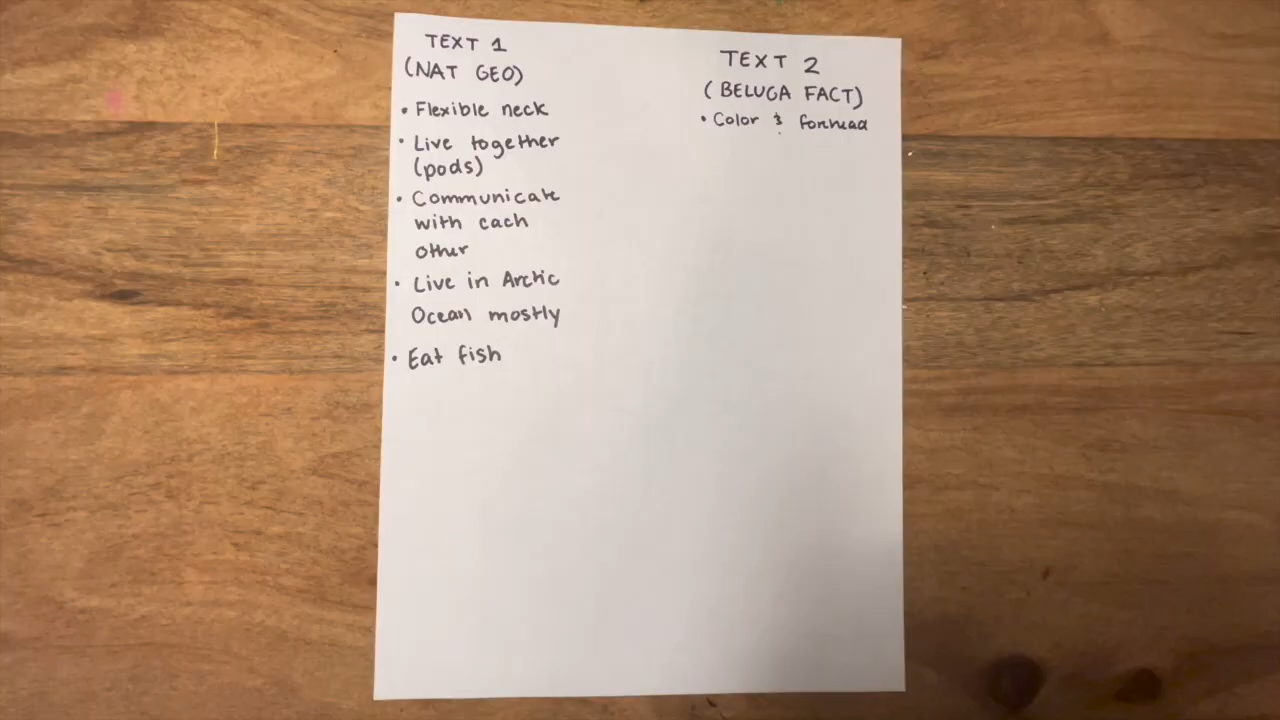 TEXT 1
(NAT GEO)
• Flexible neck
• Live together
(pods)
• Communicate
with each
other
• Live in Arctic
Ocean mostly
• Eat fish
TEXT 2
(BELUGA FACT)
• Color & forehead